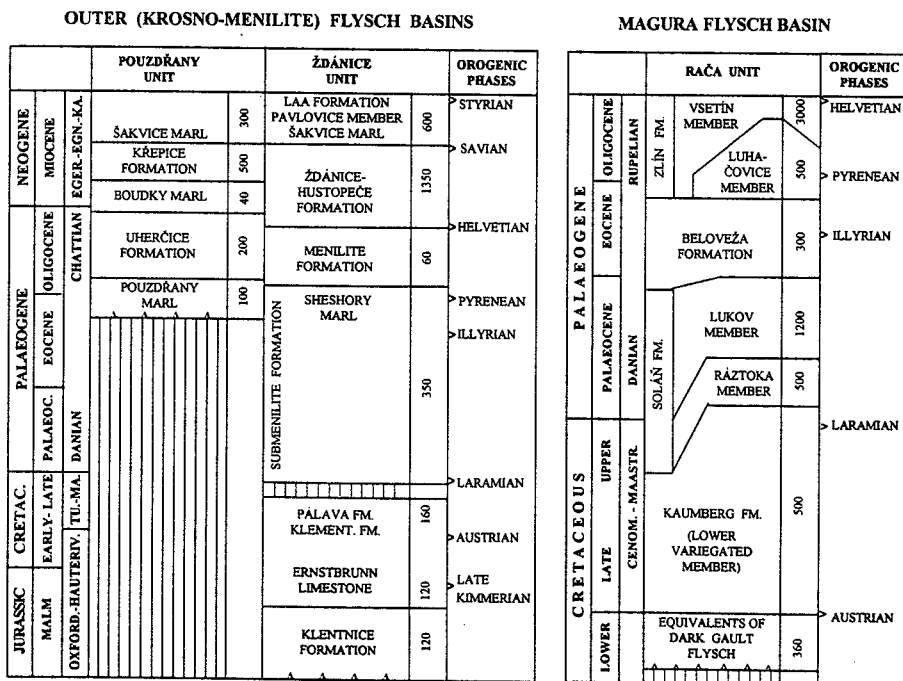 OUTER (KROSNO-MENILITE) FLYSCH BASINS
POUZDŘANY
UNIT
ŽDÁNICE
UNIT
OROGENIC
PHASES
NEOGENE
MIOCENE
EGER.-EGN.-KA.
ŠAKVICE MARL
300
LAA FORMATION
PAVLOVICE MEMBER
ŠAKVICE MARL
600
>STYRIAN
>SAVIAN
KŘEPICE
FORMATION
500
BOUDKY MARL
40
ŽDÁNICE-
HUSTOPEČE
FORMATION
1350
>HELVETIAN
PALAEOGENE
OLIGOCENE
CHATTIAN
UHERČICE
FORMATION
200
MENILITE
FORMATION
60
POUZDŘANY
MARL
100
EOCENE
PALAEOC.
DANIAN
SUBMENILITE FORMATION
SHESHORY
MARL
350
>PYRENEAN
>ILLYRIAN
>LARAMIAN
CRETAC.
EARLY- LATE
TU.-MA.
PÁLAVA FM.
KLEMENT. FM.
160
>AUSTRIAN
JURASSIC
MALM
OXFORD.-HAUTERIV.
ERNSTBRUNN
LIMESTONE
120
LATE
>KIMMERIAN
KLENTNICE
FORMATION
120
MAGURA FLYSCH BASIN
RAČA UNIT
OROGENIC
PHASES
PALAEOGENE
OLIGOCENE
RUPELIAN
ZLÍN FM.
VSETÍN
MEMBER
3000
>HELVETIAN
LUHA-
ČOVICE
MEMBER
500
>PYRENEAN
EOCENE
BELOVEŽA
FORMATION
300
>ILLYRIAN
PALAEOCENE
DANIAN
SOLÁŇ FM.
LUKOV
MEMBER
1200
RÁZTOKA
MEMBER
500
>LARAMIAN
CRETACEOUS
LATE UPPER
CENOM. - MAASTR.
KAUMBERG FM.
(LOWER
VARIEGATED
MEMBER)
500
>AUSTRIAN
LOWER
EQUIVALENTS OF
DARK GAULT
FLYSCH
360